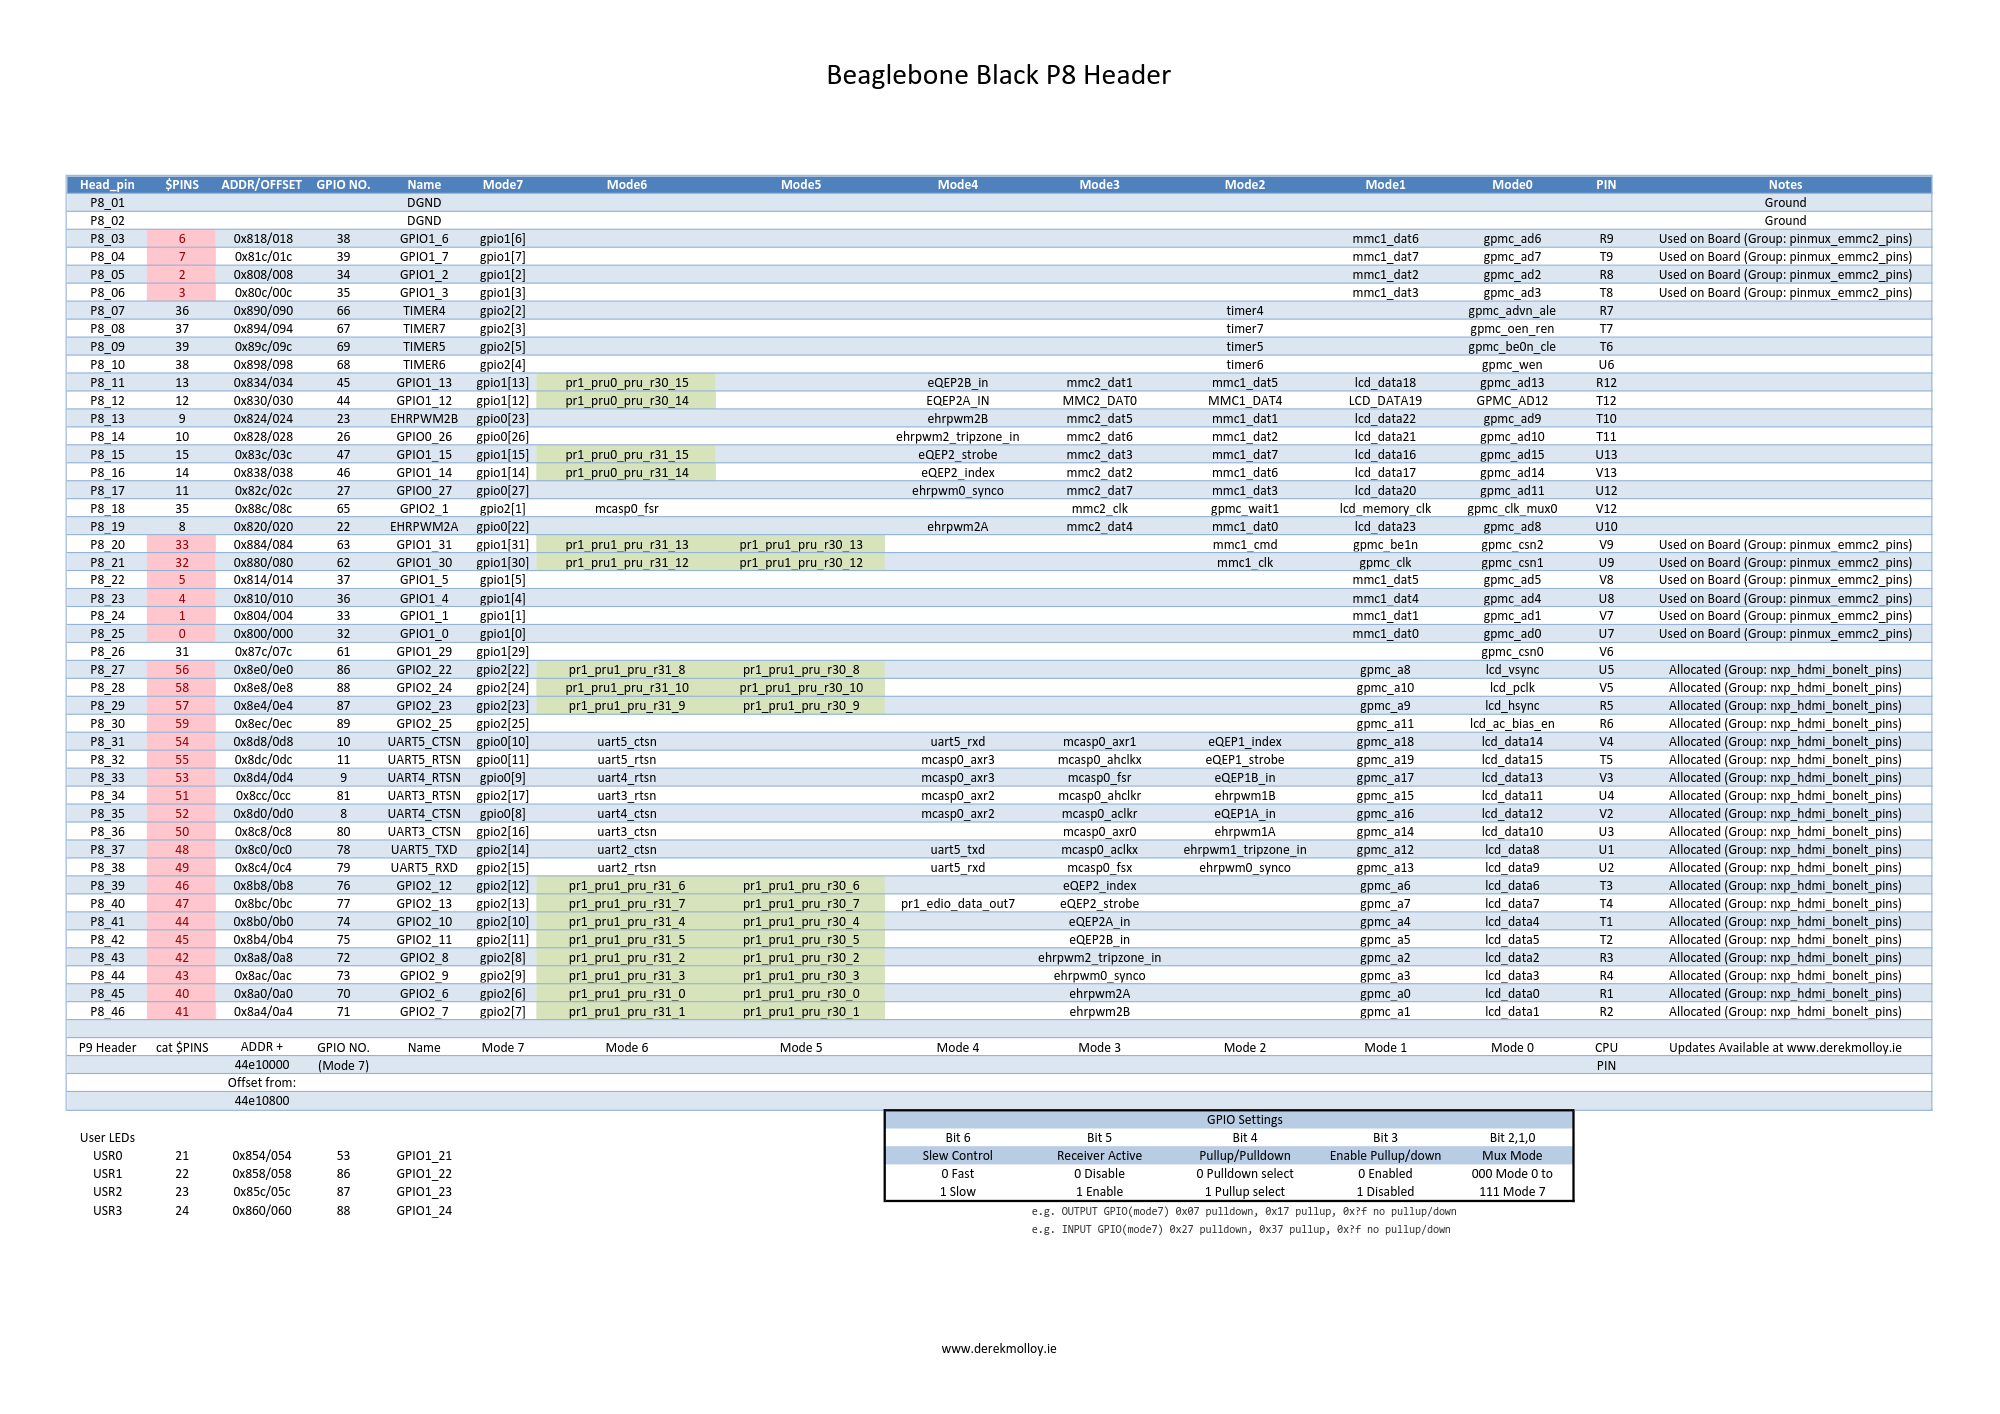 Beaglebone Black P8 Header
Head_pin $PINS ADDR/OFFSET GPIO NO. Name Mode7 Mode6 Mode5 Mode4 Mode3 Mode2 Mode1 Mode0 PIN Notes
P8_01 DGND Ground
P8_02 DGND Ground
P8_03 6 0x818/018 38 GPIO1_6 gpio1[6] mmc1_dat6 gpmc_ad6 R9 Used on Board (Group: pinmux_emmc2_pins)
P8_04 7 0x81c/01c 39 GPIO1_7 gpio1[7] mmc1_dat7 gpmc_ad7 T9 Used on Board (Group: pinmux_emmc2_pins)
P8_05 2 0x808/008 34 GPIO1_2 gpio1[2] mmc1_dat2 gpmc_ad2 R8 Used on Board (Group: pinmux_emmc2_pins)
P8_06 3 0x80c/00c 35 GPIO1_3 gpio1[3] mmc1_dat3 gpmc_ad3 T8 Used on Board (Group: pinmux_emmc2_pins)
P8_07 36 0x890/090 66 TIMER4 gpio2[2] timer4 gpmc_advn_ale R7
P8_08 37 0x894/094 67 TIMER7 gpio2[3] timer7 gpmc_oen_ren T7
P8_09 39 0x89c/09c 69 TIMER5 gpio2[5] timer5 gpmc_be0n_cle T6
P8_10 38 0x898/098 68 TIMER6 gpio2[4] timer6 gpmc_wen U6
P8_11 13 0x834/034 45 GPIO1_13 gpio1[13] pr1_pru0_pru_r30_15 eQEP2B_in mmc2_dat1 mmc1_dat5 lcd_data18 gpmc_ad13 R12
P8_12 12 0x830/030 44 GPIO1_12 gpio1[12] pr1_pru0_pru_r30_14 EQEP2A_IN MMC2_DAT0 MMC1_DAT4 LCD_DATA19 GPMC_AD12 T12
P8_13 9 0x824/024 23 EHRPWM2B gpio0[23] ehrpwm2B mmc2_dat5 mmc1_dat1 lcd_data22 gpmc_ad9 T10
P8_14 10 0x828/028 26 GPIO0_26 gpio0[26] ehrpwm2_tripzone_in mmc2_dat6 mmc1_dat2 lcd_data21 gpmc_ad10 T11
P8_15 15 0x83c/03c 47 GPIO1_15 gpio1[15] pr1_pru0_pru_r31_15 eQEP2_strobe mmc2_dat3 mmc1_dat7 lcd_data16 gpmc_ad15 U13
P8_16 14 0x838/038 46 GPIO1_14 gpio1[14] pr1_pru0_pru_r31_14 eQEP2_index mmc2_dat2 mmc1_dat6 lcd_data17 gpmc_ad14 V13
P8_17 11 0x82c/02c 27 GPIO0_27 gpio0[27] ehrpwm0_synco mmc2_dat7 mmc1_dat3 lcd_data20 gpmc_ad11 U12
P8_18 35 0x88c/08c 65 GPIO2_1 gpio2[1] mcasp0_fsr mmc2_clk gpmc_wait1 lcd_memory_clk gpmc_clk_mux0 V12
P8_19 8 0x820/020 22 EHRPWM2A gpio0[22] ehrpwm2A mmc2_dat4 mmc1_dat0 lcd_data23 gpmc_ad8 U10
P8_20 33 0x884/084 63 GPIO1_31 gpio1[31] pr1_pru1_pru_r31_13 pr1_pru1_pru_r30_13 mmc1_cmd gpmc_be1n gpmc_csn2 V9 Used on Board (Group: pinmux_emmc2_pins)
P8_21 32 0x880/080 62 GPIO1_30 gpio1[30] pr1_pru1_pru_r31_12 pr1_pru1_pru_r30_12 mmc1_clk gpmc_clk gpmc_csn1 U9 Used on Board (Group: pinmux_emmc2_pins)
P8_22 5 0x814/014 37 GPIO1_5 gpio1[5] mmc1_dat5 gpmc_ad5 V8 Used on Board (Group: pinmux_emmc2_pins)
P8_23 4 0x810/010 36 GPIO1_4 gpio1[4] mmc1_dat4 gpmc_ad4 U8 Used on Board (Group: pinmux_emmc2_pins)
P8_24 1 0x804/004 33 GPIO1_1 gpio1[1] mmc1_dat1 gpmc_ad1 V7 Used on Board (Group: pinmux_emmc2_pins)
P8_25 0 0x800/000 32 GPIO1_0 gpio1[0] mmc1_dat0 gpmc_ad0 U7 Used on Board (Group: pinmux_emmc2_pins)
P8_26 31 0x87c/07c 61 GPIO1_29 gpio1[29] gpmc_csn0 V6
P8_27 56 0x8e0/0e0 86 GPIO2_22 gpio2[22] pr1_pru1_pru_r31_8 pr1_pru1_pru_r30_8 gpmc_a8 lcd_vsync U5 Allocated (Group: nxp_hdmi_bonelt_pins)
P8_28 58 0x8e8/0e8 88 GPIO2_24 gpio2[24] pr1_pru1_pru_r31_10 pr1_pru1_pru_r30_10 gpmc_a10 lcd_pclk V5 Allocated (Group: nxp_hdmi_bonelt_pins)
P8_29 57 0x8e4/0e4 87 GPIO2_23 gpio2[23] pr1_pru1_pru_r31_9 pr1_pru1_pru_r30_9 gpmc_a9 lcd_hsync R5 Allocated (Group: nxp_hdmi_bonelt_pins)
P8_30 59 0x8ec/0ec 89 GPIO2_25 gpio2[25] gpmc_a11 lcd_ac_bias_en R6 Allocated (Group: nxp_hdmi_bonelt_pins)
P8_31 54 0x8d8/0d8 10 UART5_CTSN gpio0[10] uart5_ctsn uart5_rxd mcasp0_axr1 eQEP1_index gpmc_a18 lcd_data14 V4 Allocated (Group: nxp_hdmi_bonelt_pins)
P8_32 55 0x8dc/0dc 11 UART5_RTSN gpio0[11] uart5_rtsn mcasp0_axr3 mcasp0_ahclkx eQEP1_strobe gpmc_a19 lcd_data15 T5 Allocated (Group: nxp_hdmi_bonelt_pins)
P8_33 53 0x8d4/0d4 9 UART4_RTSN gpio0[9] uart4_rtsn mcasp0_axr3 mcasp0_fsr eQEP1B_in gpmc_a17 lcd_data13 V3 Allocated (Group: nxp_hdmi_bonelt_pins)
P8_34 51 0x8cc/0cc 81 UART3_RTSN gpio2[17] uart3_rtsn mcasp0_axr2 mcasp0_ahclkr ehrpwm1B gpmc_a15 lcd_data11 U4 Allocated (Group: nxp_hdmi_bonelt_pins)
P8_35 52 0x8d0/0d0 8 UART4_CTSN gpio0[8] uart4_ctsn mcasp0_axr2 mcasp0_aclkr eQEP1A_in gpmc_a16 lcd_data12 V2 Allocated (Group: nxp_hdmi_bonelt_pins)
P8_36 50 0x8c8/0c8 80 UART3_CTSN gpio2[16] uart3_ctsn mcasp0_axr0 ehrpwm1A gpmc_a14 lcd_data10 U3 Allocated (Group: nxp_hdmi_bonelt_pins)
P8_37 48 0x8c0/0c0 78 UART5_TXD gpio2[14] uart2_ctsn uart5_txd mcasp0_aclkx ehrpwm1_tripzone_in gpmc_a12 lcd_data8 U1 Allocated (Group: nxp_hdmi_bonelt_pins)
P8_38 49 0x8c4/0c4 79 UART5_RXD gpio2[15] uart2_rtsn uart5_rxd mcasp0_fsx ehrpwm0_synco gpmc_a13 lcd_data9 U2 Allocated (Group: nxp_hdmi_bonelt_pins)
P8_39 46 0x8b8/0b8 76 GPIO2_12 gpio2[12] pr1_pru1_pru_r31_6 pr1_pru1_pru_r30_6 eQEP2_index gpmc_a6 lcd_data6 T3 Allocated (Group: nxp_hdmi_bonelt_pins)
P8_40 47 0x8bc/0bc 77 GPIO2_13 gpio2[13] pr1_pru1_pru_r31_7 pr1_pru1_pru_r30_7 pr1_edio_data_out7 eQEP2_strobe gpmc_a7 lcd_data7 T4 Allocated (Group: nxp_hdmi_bonelt_pins)
P8_41 44 0x8b0/0b0 74 GPIO2_10 gpio2[10] pr1_pru1_pru_r31_4 pr1_pru1_pru_r30_4 eQEP2A_in gpmc_a4 lcd_data4 T1 Allocated (Group: nxp_hdmi_bonelt_pins)
P8_42 45 0x8b4/0b4 75 GPIO2_11 gpio2[11] pr1_pru1_pru_r31_5 pr1_pru1_pru_r30_5 eQEP2B_in gpmc_a5 lcd_data5 T2 Allocated (Group: nxp_hdmi_bonelt_pins)
P8_43 42 0x8a8/0a8 72 GPIO2_8 gpio2[8] pr1_pru1_pru_r31_2 pr1_pru1_pru_r30_2 ehrpwm2_tripzone_in gpmc_a2 lcd_data2 R3 Allocated (Group: nxp_hdmi_bonelt_pins)
P8_44 43 0x8ac/0ac 73 GPIO2_9 gpio2[9] pr1_pru1_pru_r31_3 pr1_pru1_pru_r30_3 ehrpwm0_synco gpmc_a3 lcd_data3 R4 Allocated (Group: nxp_hdmi_bonelt_pins)
P8_45 40 0x8a0/0a0 70 GPIO2_6 gpio2[6] pr1_pru1_pru_r31_0 pr1_pru1_pru_r30_0 ehrpwm2A gpmc_a0 lcd_data0 R1 Allocated (Group: nxp_hdmi_bonelt_pins)
P8_46 41 0x8a4/0a4 71 GPIO2_7 gpio2[7] pr1_pru1_pru_r31_1 pr1_pru1_pru_r30_1 ehrpwm2B gpmc_a1 lcd_data1 R2 Allocated (Group: nxp_hdmi_bonelt_pins)
P9 Header cat $PINS ADDR + GPIO NO. Name Mode 7 Mode 6 Mode 5 Mode 4 Mode 3 Mode 2 Mode 1 Mode 0 CPU Updates Available at www.derekmolloy.ie
44e10000 (Mode 7) PIN
Offset from:
44e10800
GPIO Settings
User LEDs Bit 6 Bit 5 Bit 4 Bit 3 Bit 2,1,0
USR0 21 0x854/054 53 GPIO1_21 Slew Control Receiver Active Pullup/Pulldown Enable Pullup/down Mux Mode
USR1 22 0x858/058 86 GPIO1_22 0 Fast 0 Disable 0 Pulldown select 0 Enabled 000 Mode 0 to
USR2 23 0x85c/05c 87 GPIO1_23 1 Slow 1 Enable 1 Pullup select 1 Disabled 111 Mode 7
USR3 24 0x860/060 88 GPIO1_24 e.g. OUTPUT GPIO(mode7) 0x07 pulldown, 0x17 pullup, 0x?f no pullup/down
e.g. INPUT GPIO(mode7) 0x27 pulldown, 0x37 pullup, 0x?f no pullup/down
www.derekmolloy.ie